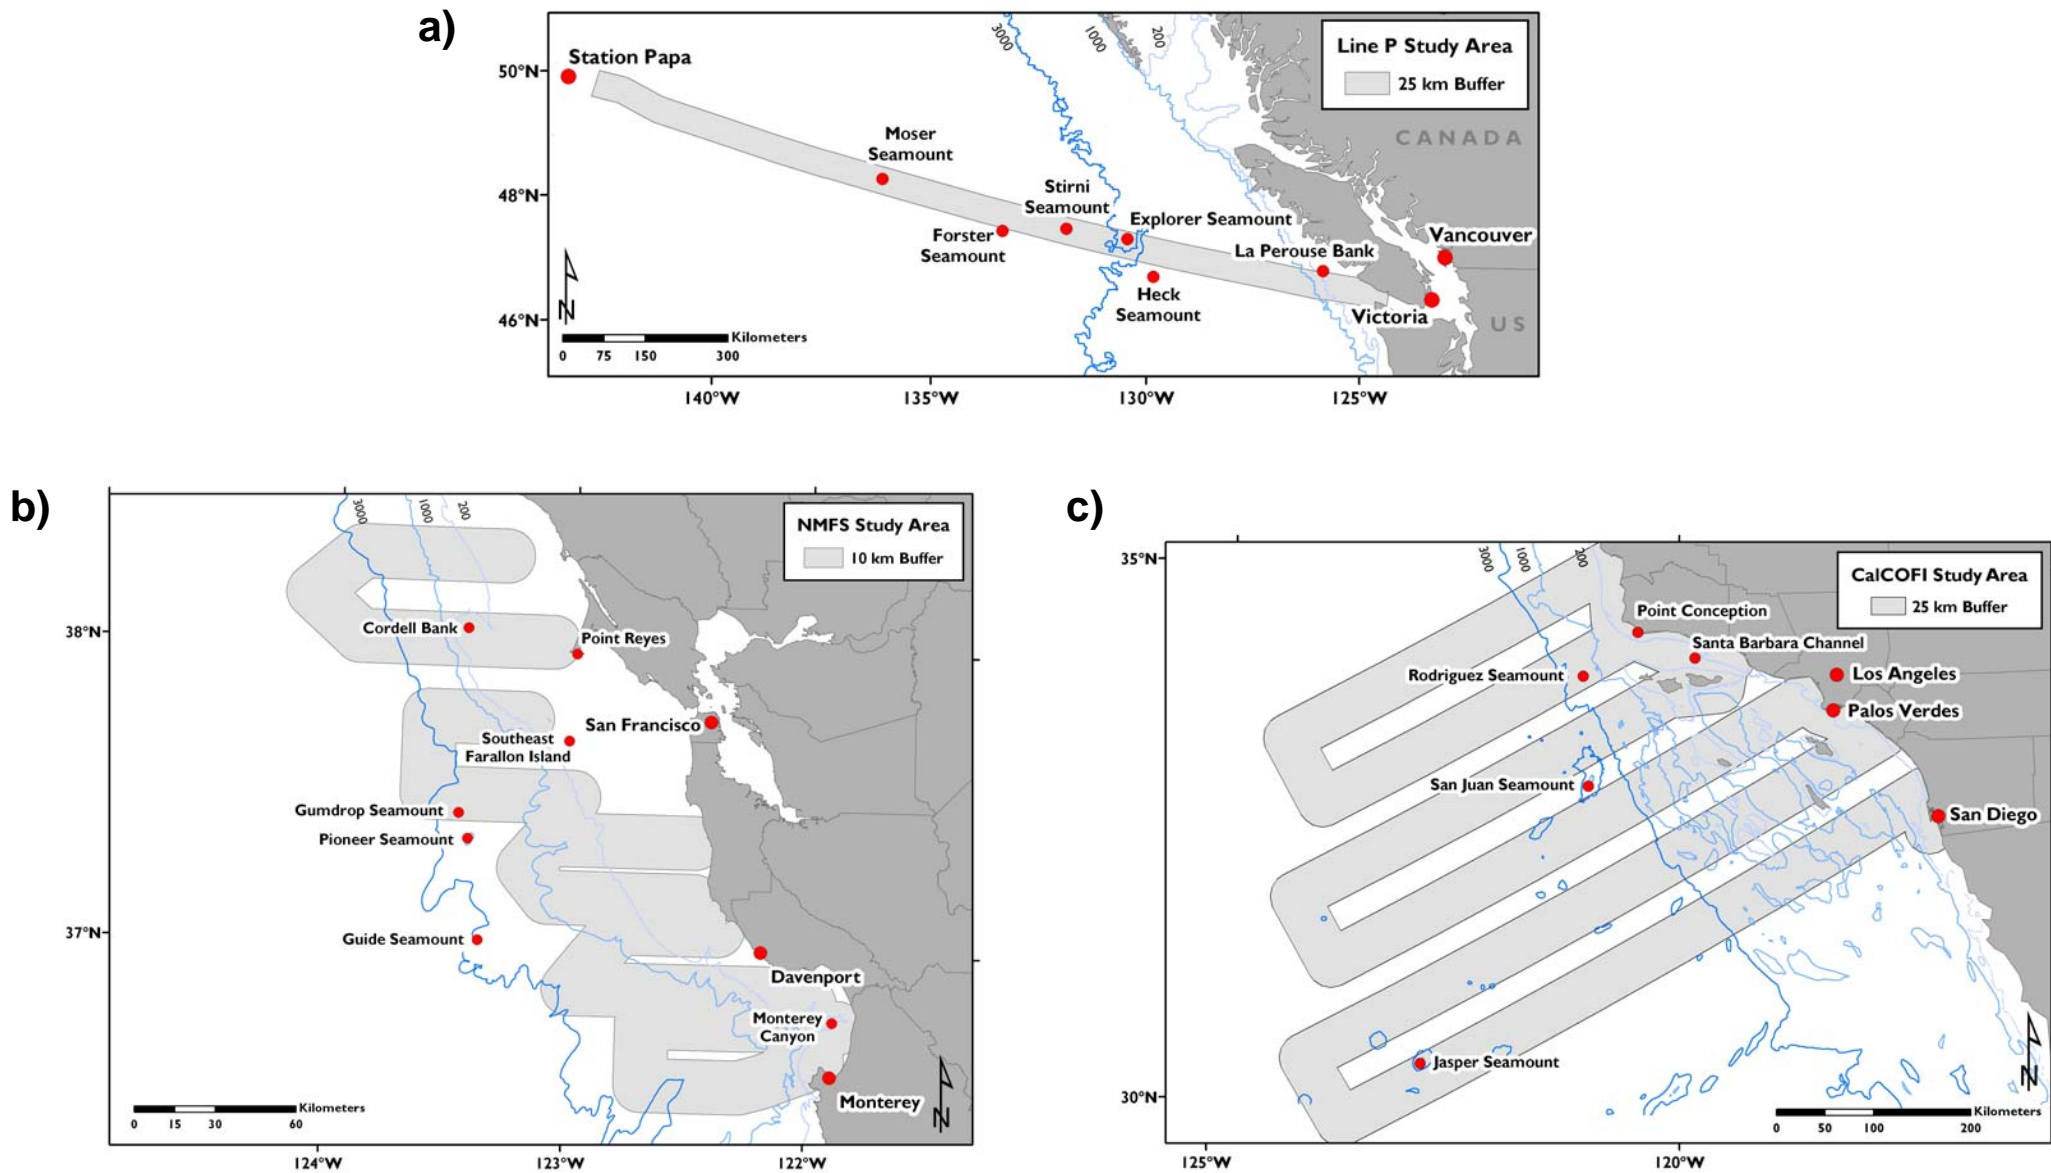 a)
Line P Study Area
25 km Buffer
3000
1000
200
50°N
48°N
46°N
Station Papa
CANADA
Moser
Seamount
Stirni
Seamount
Explorer Seamount
Vancouver
Forster
Seamount
La Perouse Bank
Heck
Seamount
Victoria
US
N
Kilometers
0 75 150 300
140°W 135°W 130°W 125°W
b)
NMFS Study Area
10 km Buffer
3000
1000
200
38°N
37°N
Cordell Bank
Point Reyes
San Francisco
Southeast
Farallon Island
Gumdrop Seamount
Pioneer Seamount
Guide Seamount
Davenport
Monterey
Canyon
Monterey
N
Kilometers
0 15 30 60
124°W 123°W 122°W
c)
CalCOFI Study Area
25 km Buffer
3000
1000
200
35°N
30°N
Point Conception
Santa Barbara Channel
Los Angeles
Rodriguez Seamount
Palos Verdes
San Juan Seamount
San Diego
Jasper Seamount
N
Kilometers
0 50 100 200
125°W 120°W